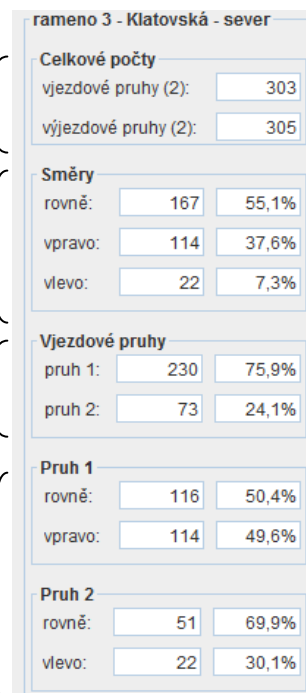 rameno 3 - Klatovská - sever
Celkové počty
vjezdové pruhy (2): 303
výjezdové pruhy (2): 305
Směry
rovně: 167 55,1%
vpravo: 114 37,6%
vlevo: 22 7,3%
Vjezdové pruhy
pruh 1: 230 75,9%
pruh 2: 73 24,1%
Pruh 1
rovně: 116 50,4%
vpravo: 114 49,6%
Pruh 2
rovně: 51 69,9%
vlevo: 22 30,1%